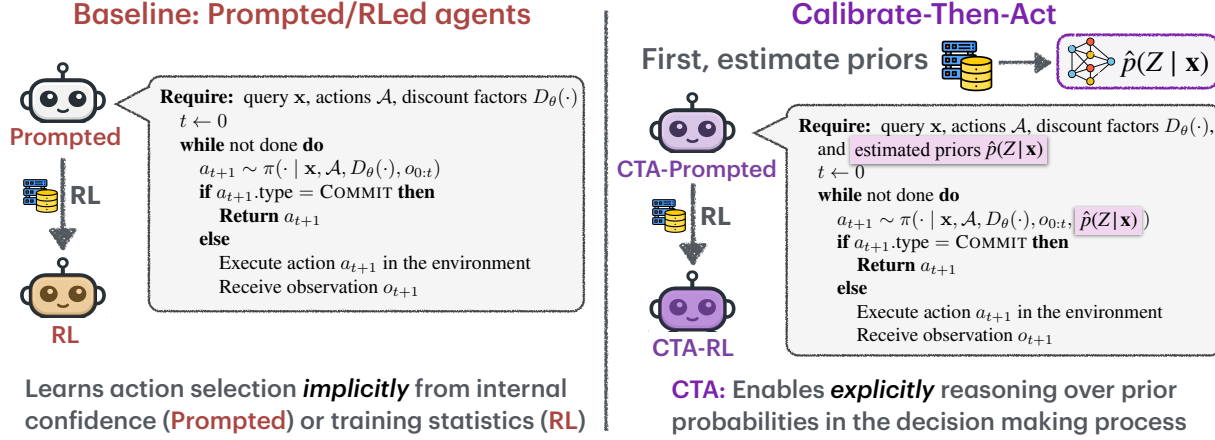 Baseline: Prompted/RLed agents
Prompted
RL
RL
Require: query x, actions 𝒜, discount factors D_θ(·)
t ← 0
while not done do
a_{t+1} ∼ π(· | x, 𝒜, D_θ(·), o_{0:t})
if a_{t+1}.type = COMMIT then
Return a_{t+1}
else
Execute action a_{t+1} in the environment
Receive observation o_{t+1}
Learns action selection implicitly from internal
confidence (Prompted) or training statistics (RL)
Calibrate-Then-Act
First, estimate priors
p̂(Z | x)
CTA-Prompted
RL
CTA-RL
Require: query x, actions 𝒜, discount factors D_θ(·),
and estimated priors p̂(Z|x)
t ← 0
while not done do
a_{t+1} ∼ π(· | x, 𝒜, D_θ(·), o_{0:t}, p̂(Z|x))
if a_{t+1}.type = COMMIT then
Return a_{t+1}
else
Execute action a_{t+1} in the environment
Receive observation o_{t+1}
CTA: Enables explicitly reasoning over prior
probabilities in the decision making process